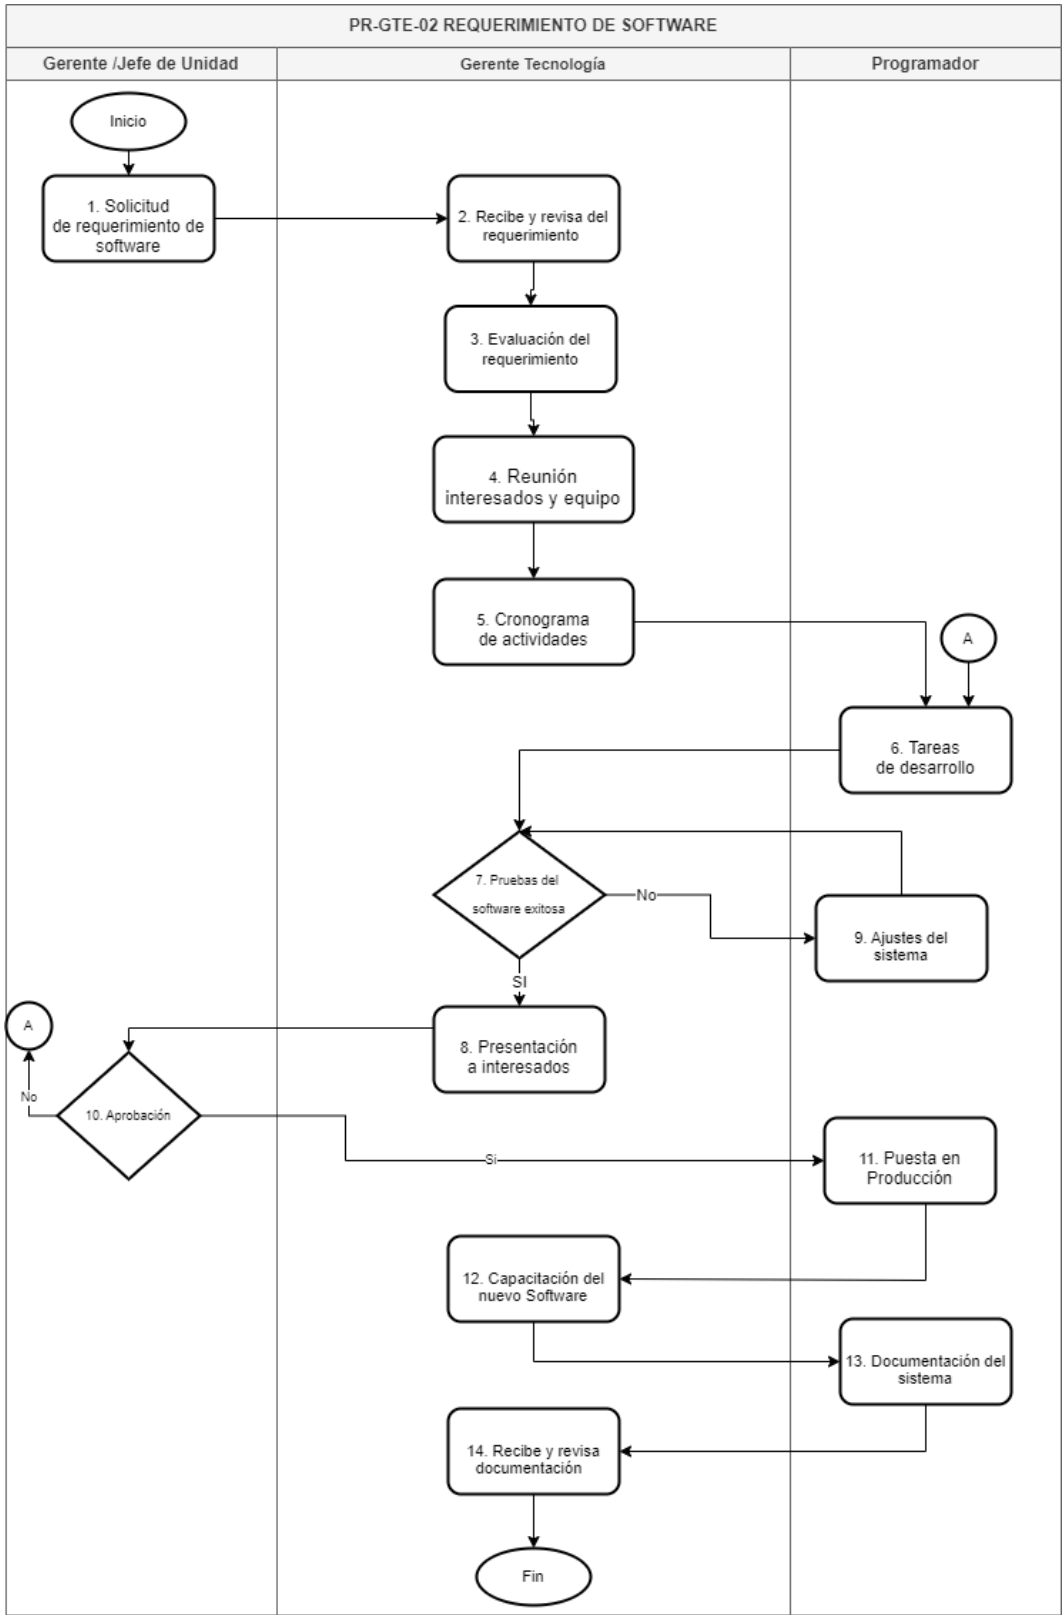 PR-GTE-02 REQUERIMIENTO DE SOFTWARE
Gerente /Jefe de Unidad
Gerente Tecnología
Programador
Inicio
1. Solicitud
de requerimiento de
software
2. Recibe y revisa del
requerimiento
3. Evaluación del
requerimiento
4. Reunión
interesados y equipo
5. Cronograma
de actividades
A
6. Tareas
de desarrollo
7. Pruebas del
software exitosa
No
9. Ajustes del
sistema
SI
A
8. Presentación
a interesados
No
10. Aprobación
Si
11. Puesta en
Producción
12. Capacitación del
nuevo Software
13. Documentación del
sistema
14. Recibe y revisa
documentación
Fin